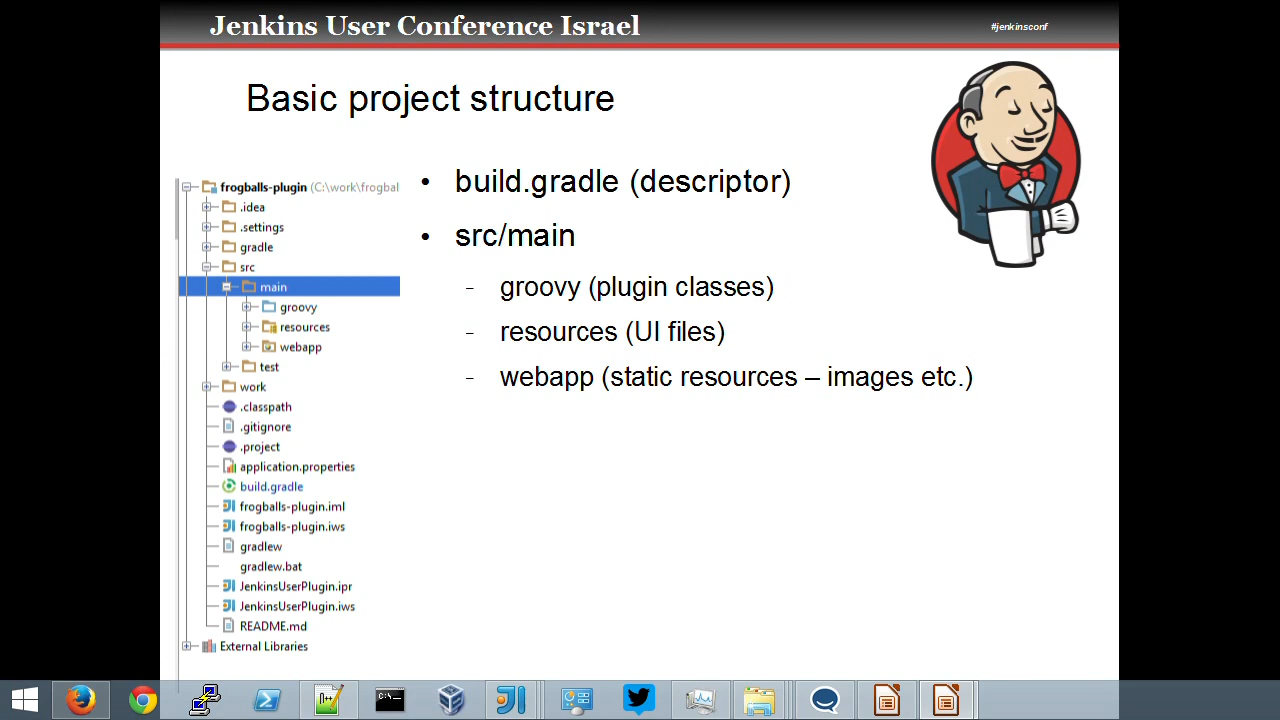 Jenkins User Conference Israel
#jenkinsconf
Basic project structure
frogballs-plugin (C:\work\frogbal
.idea
.settings
gradle
src
main
groovy
resources
webapp
test
work
.classpath
.gitignore
.project
application.properties
build.gradle
frogballs-plugin.iml
frogballs-plugin.iws
gradlew
gradlew.bat
JenkinsUserPlugin.ipr
JenkinsUserPlugin.iws
README.md
External Libraries
• build.gradle (descriptor)
• src/main
– groovy (plugin classes)
– resources (UI files)
– webapp (static resources – images etc.)